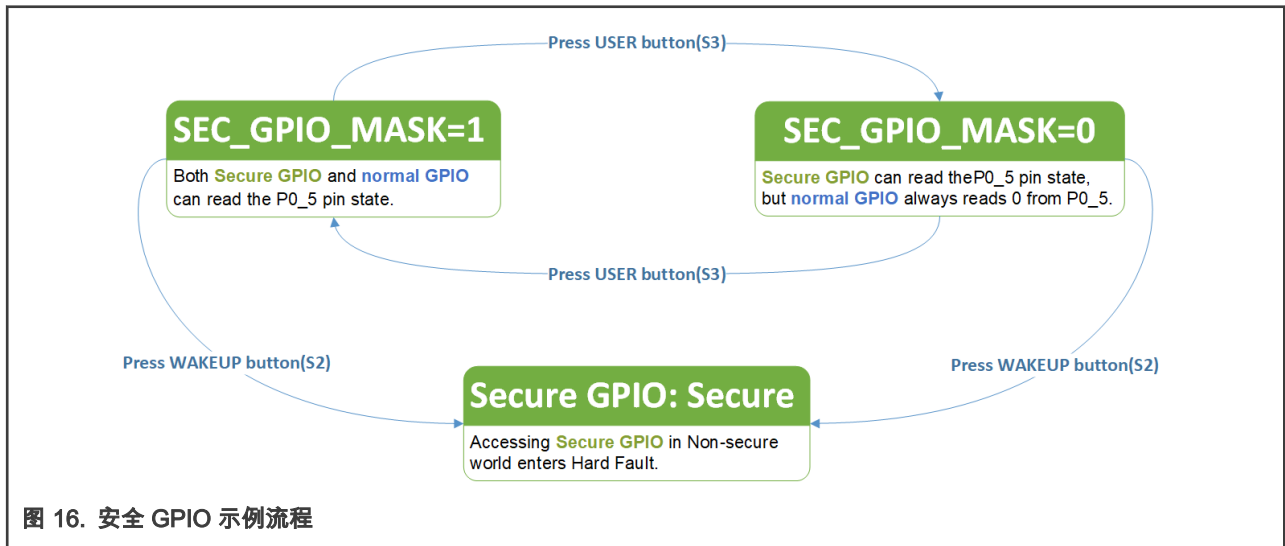 Press USER button(S3)
SEC_GPIO_MASK=1
Both Secure GPIO and normal GPIO
can read the P0_5 pin state.
SEC_GPIO_MASK=0
Secure GPIO can read theP0_5 pin state,
but normal GPIO always reads 0 from P0_5.
Press USER button(S3)
Press WAKEUP button(S2)
Press WAKEUP button(S2)
Secure GPIO: Secure
Accessing Secure GPIO in Non-secure
world enters Hard Fault.
图 16. 安全 GPIO 示例流程